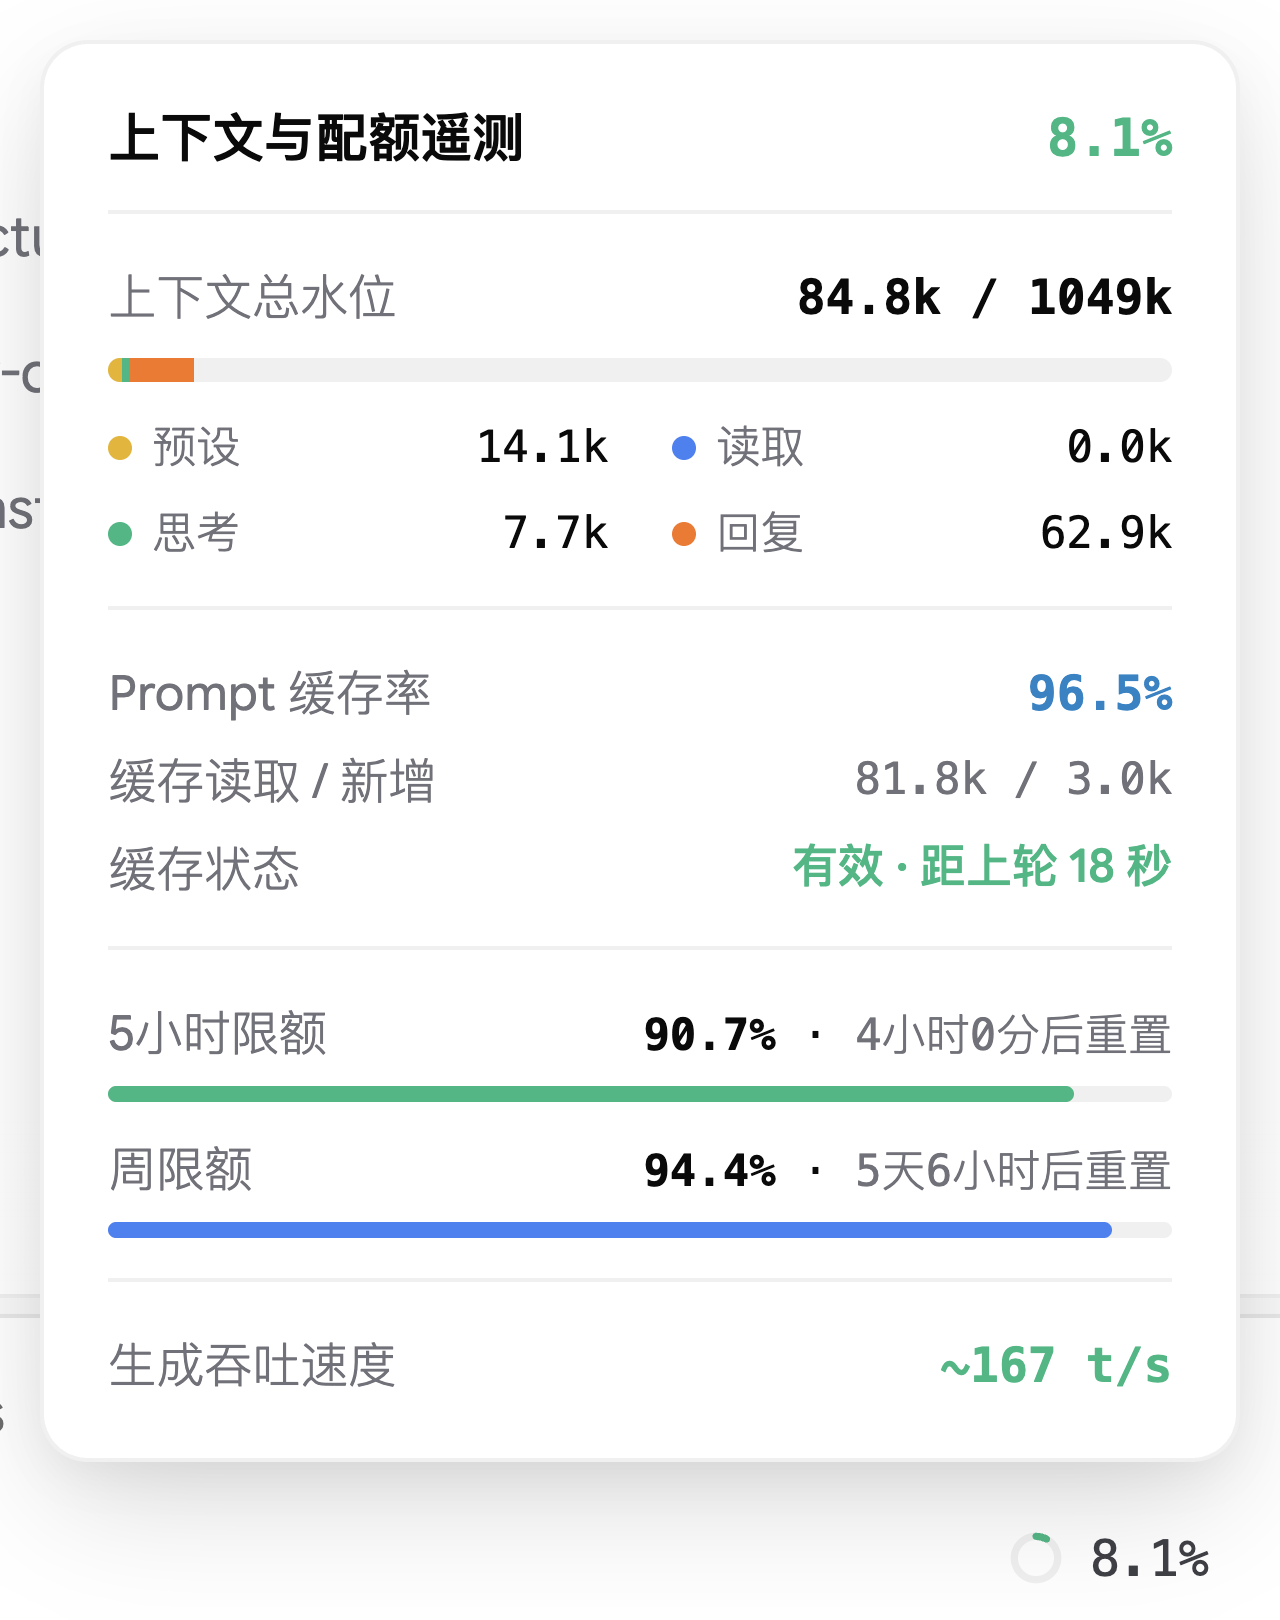 上下文与配额遥测 8.1%
上下文总水位 84.8k / 1049k
预设 14.1k 读取 0.0k
思考 7.7k 回复 62.9k
Prompt 缓存率 96.5%
缓存读取 / 新增 81.8k / 3.0k
缓存状态 有效 · 距上轮 18 秒
5小时限额 90.7% · 4小时0分后重置
周限额 94.4% · 5天6小时后重置
生成吞吐速度 ~167 t/s
8.1%